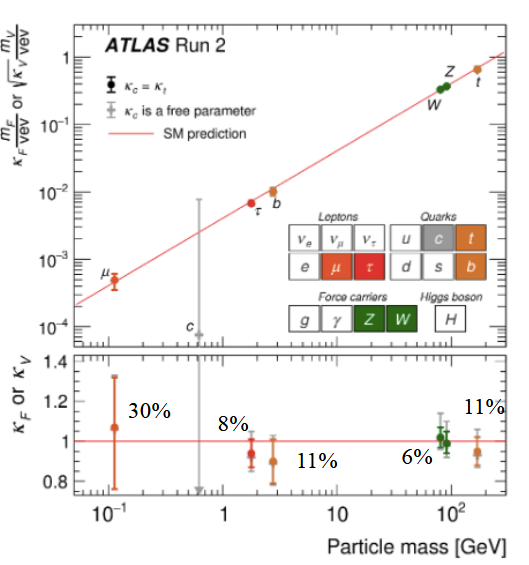 ATLAS Run 2
κ_c = κ_t
κ_c is a free parameter
SM prediction
κ_F m_F/vev or √κ_V m_V/vev
1
10⁻¹
10⁻²
10⁻³
10⁻⁴
μ
c
τ
b
W
Z
t
Leptons
Quarks
ν_e ν_μ ν_τ u c t
e μ τ d s b
Force carriers
Higgs boson
g γ Z W H
κ_F or κ_V
1.4
1.2
1
0.8
30%
8%
11%
6%
11%
10⁻¹ 1 10 10²
Particle mass [GeV]